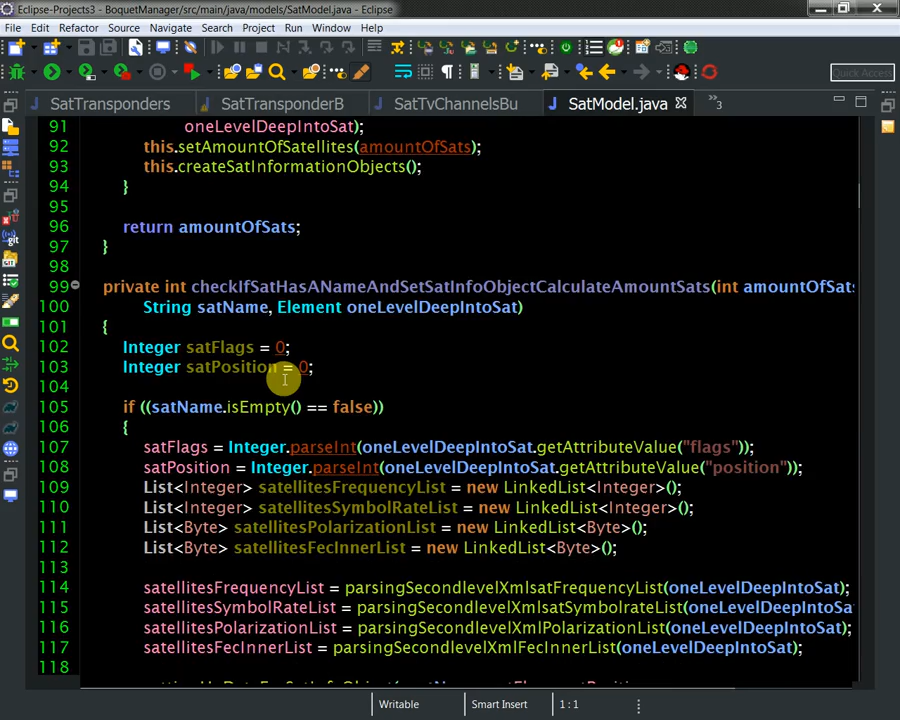 Eclipse-Projects3 - BoquetManager/src/main/java/models/SatModel.java - Eclipse
File Edit Refactor Source Navigate Search Project Run Window Help
Quick Access
SatTransponders SatTransponderB SatTvChannelsBu SatModel.java 3
91 oneLevelDeepIntoSat);
92 this.setAmountOfSatellites(amountOfSats);
93 this.createSatInformationObjects();
94 }
95
96 return amountOfSats;
97 }
98
99 private int checkIfSatHasANameAndSetSatInfoObjectCalculateAmountSats(int amountOfSats
100 String satName, Element oneLevelDeepIntoSat)
101 {
102 Integer satFlags = 0;
103 Integer satPosition = 0;
104
105 if ((satName.isEmpty() == false))
106 {
107 satFlags = Integer.parseInt(oneLevelDeepIntoSat.getAttributeValue("flags"));
108 satPosition = Integer.parseInt(oneLevelDeepIntoSat.getAttributeValue("position"));
109 List<Integer> satellitesFrequencyList = new LinkedList<Integer>();
110 List<Integer> satellitesSymbolRateList = new LinkedList<Integer>();
111 List<Byte> satellitesPolarizationList = new LinkedList<Byte>();
112 List<Byte> satellitesFecInnerList = new LinkedList<Byte>();
113
114 satellitesFrequencyList = parsingSecondlevelXmlsatFrequencyList(oneLevelDeepIntoSat);
115 satellitesSymbolRateList = parsingSecondlevelXmlsatSymbolrateList(oneLevelDeepIntoSa
116 satellitesPolarizationList = parsingSecondlevelXmlPolarizationList(oneLevelDeepIntoSat);
117 satellitesFecInnerList = parsingSecondlevelXmlFecInnerList(oneLevelDeepIntoSat);
118
Writable Smart Insert 1:1